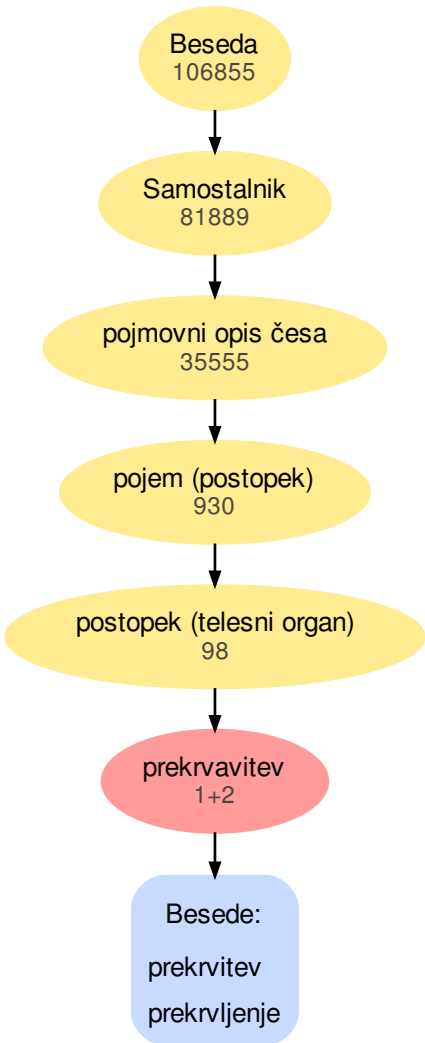 Beseda
106855
Samostalnik
81889
pojmovni opis česa
35555
pojem (postopek)
930
postopek (telesni organ)
98
prekrvavitev
1+2
Besede:
prekrvitev
prekrvljenje